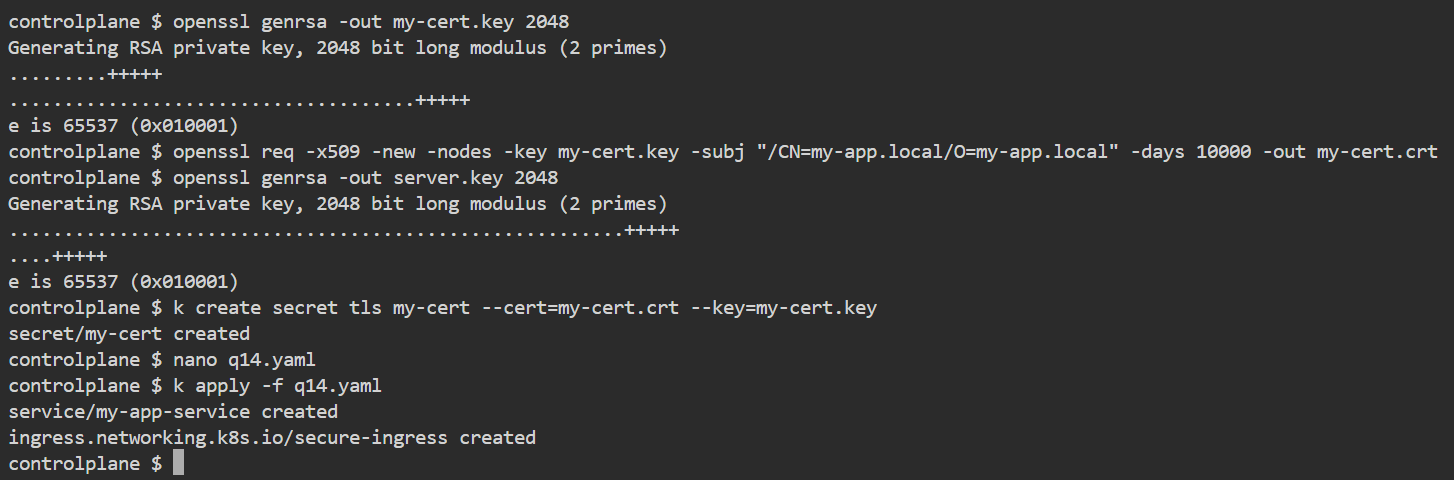 controlplane $ openssl genrsa -out my-cert.key 2048
Generating RSA private key, 2048 bit long modulus (2 primes)
.........+++++
.....................................+++++
e is 65537 (0x010001)
controlplane $ openssl req -x509 -new -nodes -key my-cert.key -subj "/CN=my-app.local/O=my-app.local" -days 10000 -out my-cert.crt
controlplane $ openssl genrsa -out server.key 2048
Generating RSA private key, 2048 bit long modulus (2 primes)
........................................................+++++
....+++++
e is 65537 (0x010001)
controlplane $ k create secret tls my-cert --cert=my-cert.crt --key=my-cert.key
secret/my-cert created
controlplane $ nano q14.yaml
controlplane $ k apply -f q14.yaml
service/my-app-service created
ingress.networking.k8s.io/secure-ingress created
controlplane $